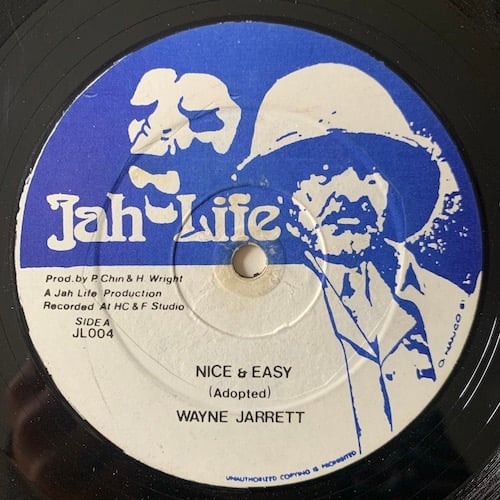 Jah Life
Prod. by P. Chin & H. Wright
A Jah Life Production
Recorded At HC & F Studio
SIDE A
JL004
NICE & EASY
(Adopted)
WAYNE JARRETT
UNAUTHORIZED COPYING IS PROHIBITED